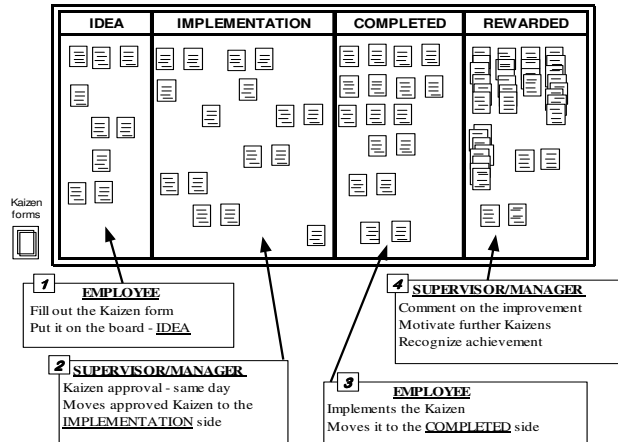 IDEA
IMPLEMENTATION
COMPLETED
REWARDED
Kaizen
forms
1
EMPLOYEE
Fill out the Kaizen form
Put it on the board - IDEA
2
SUPERVISOR/MANAGER
Kaizen approval - same day
Moves approved Kaizen to the
IMPLEMENTATION side
3
EMPLOYEE
Implements the Kaizen
Moves it to the COMPLETED side
4
SUPERVISOR/MANAGER
Comment on the improvement
Motivate further Kaizens
Recognize achievement